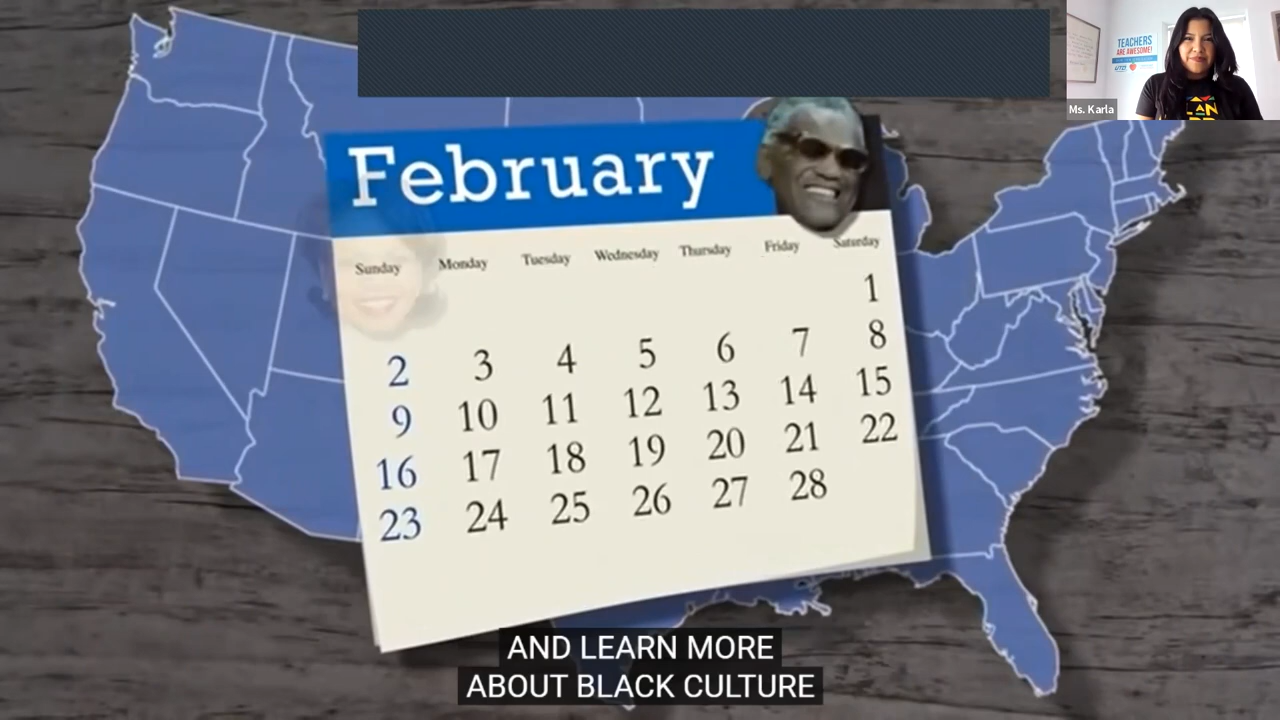 TEACHERS
ARE AWESOME!
Ms. Karla
February
Sunday Monday Tuesday Wednesday Thursday Friday Saturday
1
2 3 4 5 6 7 8
9 10 11 12 13 14 15
16 17 18 19 20 21 22
23 24 25 26 27 28
AND LEARN MORE
ABOUT BLACK CULTURE